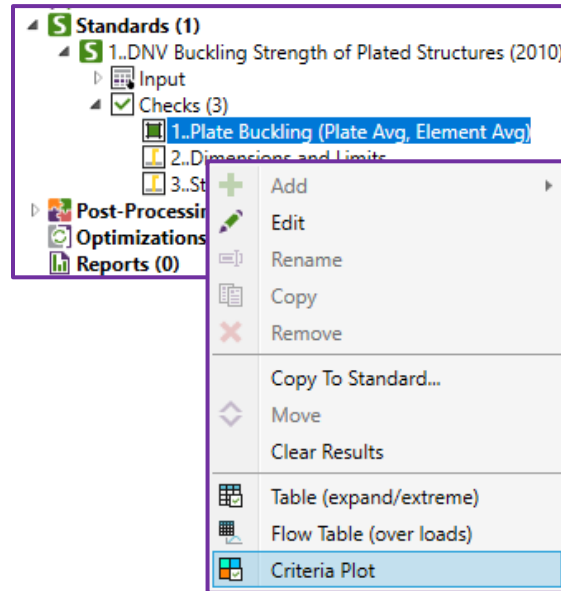 Standards (1)
1..DNV Buckling Strength of Plated Structures (2010)
Input
Checks (3)
1..Plate Buckling (Plate Avg, Element Avg)
2..Dimensions and Limits
3..St
Post-Processin
Optimizations
Reports (0)
Add
Edit
Rename
Copy
Remove
Copy To Standard...
Move
Clear Results
Table (expand/extreme)
Flow Table (over loads)
Criteria Plot